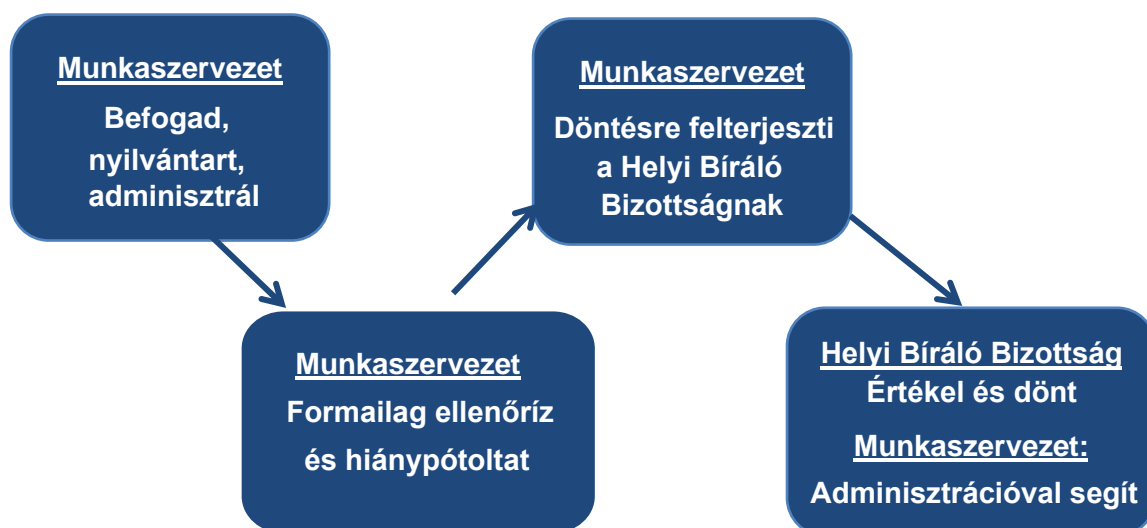 Munkaszervezet
Befogad,
nyilvántart,
adminisztrál
Munkaszervezet
Formailag ellenőríz
és hiánypótoltat
Munkaszervezet
Döntésre felterjeszti
a Helyi Bíráló
Bizottságnak
Helyi Bíráló Bizottság
Értékel és dönt
Munkaszervezet:
Adminisztrációval segít